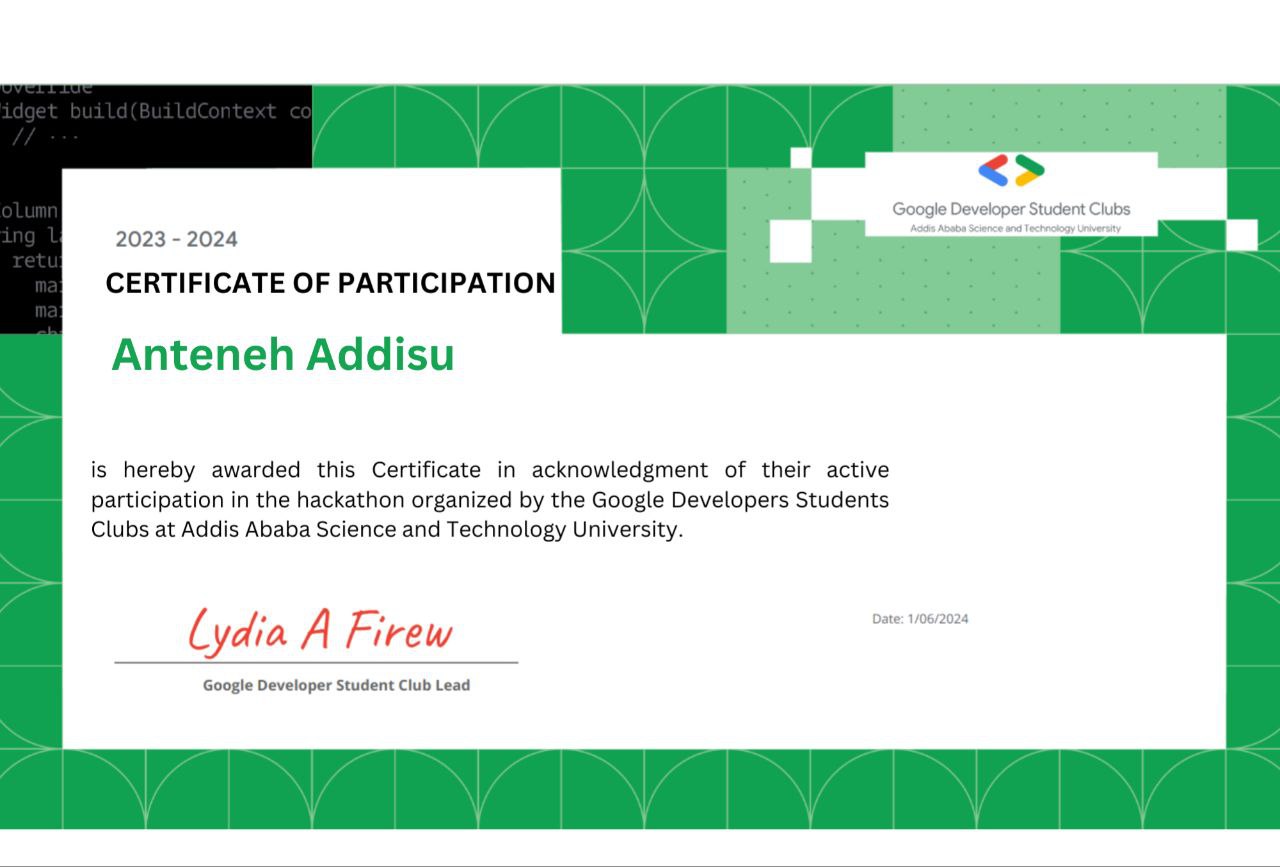 override
idget build(BuildContext co
// ...
olumn
ing la
retu
mai
mai
Google Developer Student Clubs
Addis Ababa Science and Technology University
2023 - 2024
CERTIFICATE OF PARTICIPATION
Anteneh Addisu
is hereby awarded this Certificate in acknowledgment of their active
participation in the hackathon organized by the Google Developers Students
Clubs at Addis Ababa Science and Technology University.
Lydia A Firew
Date: 1/06/2024
Google Developer Student Club Lead